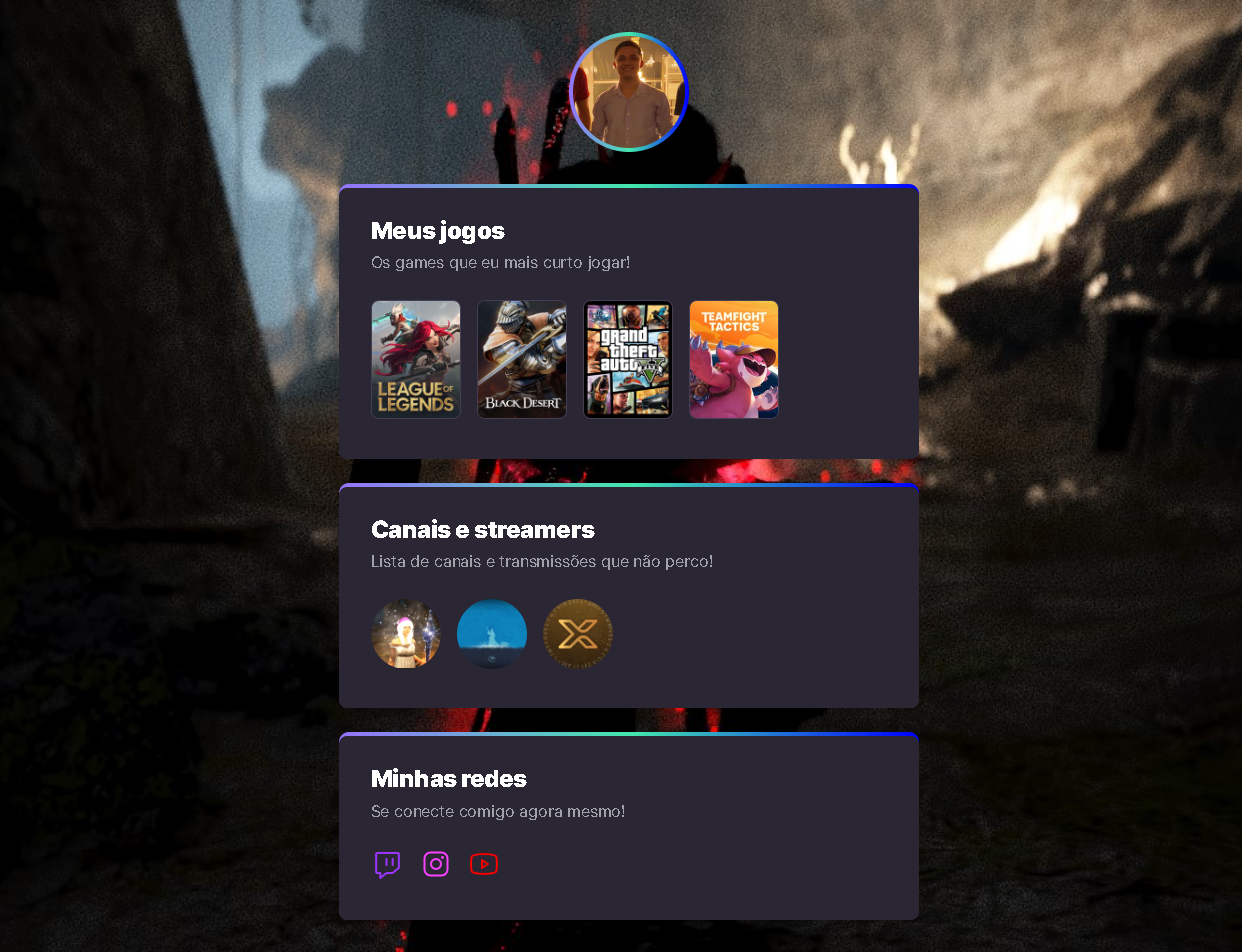 Meus jogos
Os games que eu mais curto jogar!
LEAGUE OF
LEGENDS
BLACK DESERT
grand
theft
auto
V
TEAMFIGHT
TACTICS
Canais e streamers
Lista de canais e transmissões que não perco!
Minhas redes
Se conecte comigo agora mesmo!